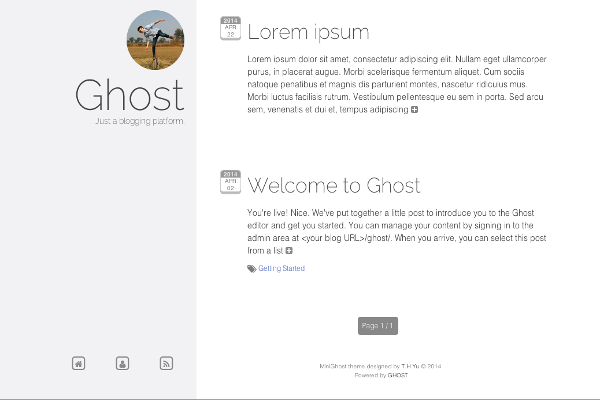 Ghost
Just a blogging platform.
2014
APR
22
Lorem ipsum
Lorem ipsum dolor sit amet, consectetur adipiscing elit. Nullam eget ullamcorper
purus, in placerat augue. Morbi scelerisque fermentum aliquet. Cum sociis
natoque penatibus et magnis dis parturient montes, nascetur ridiculus mus.
Morbi luctus facilisis rutrum. Vestibulum pellentesque eu sem in porta. Sed arcu
sem, venenatis et dui et, tempus adipiscing
2014
APR
02
Welcome to Ghost
You're live! Nice. We've put together a little post to introduce you to the Ghost
editor and get you started. You can manage your content by signing in to the
admin area at <your blog URL>/ghost/. When you arrive, you can select this post
from a list
Getting Started
Page 1 / 1
MiniGhost theme designed by T H Yu © 2014
Powered by GHOST